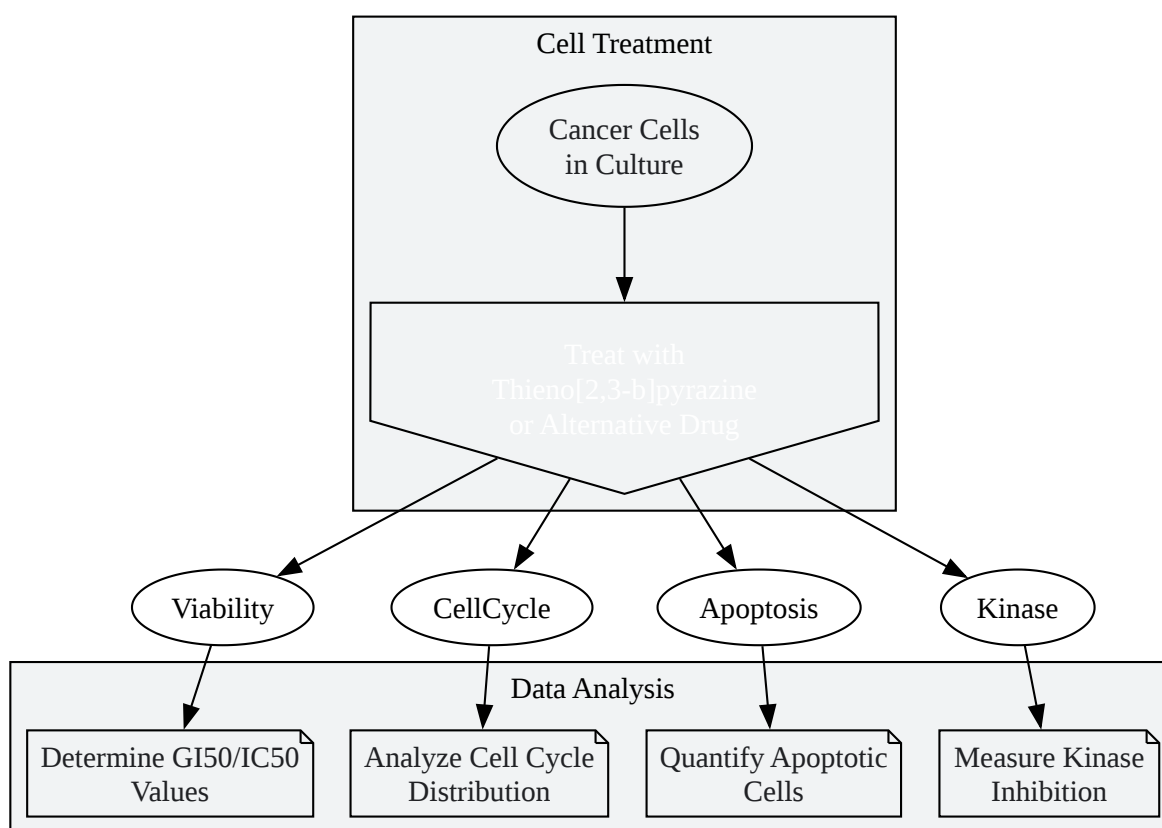 Cell Treatment
Cancer Cells
in Culture
Treat with
Thieno[2,3-b]pyrazine
or Alternative Drug
Viability
CellCycle
Apoptosis
Kinase
Data Analysis
Determine GI50/IC50
Values
Analyze Cell Cycle
Distribution
Quantify Apoptotic
Cells
Measure Kinase
Inhibition